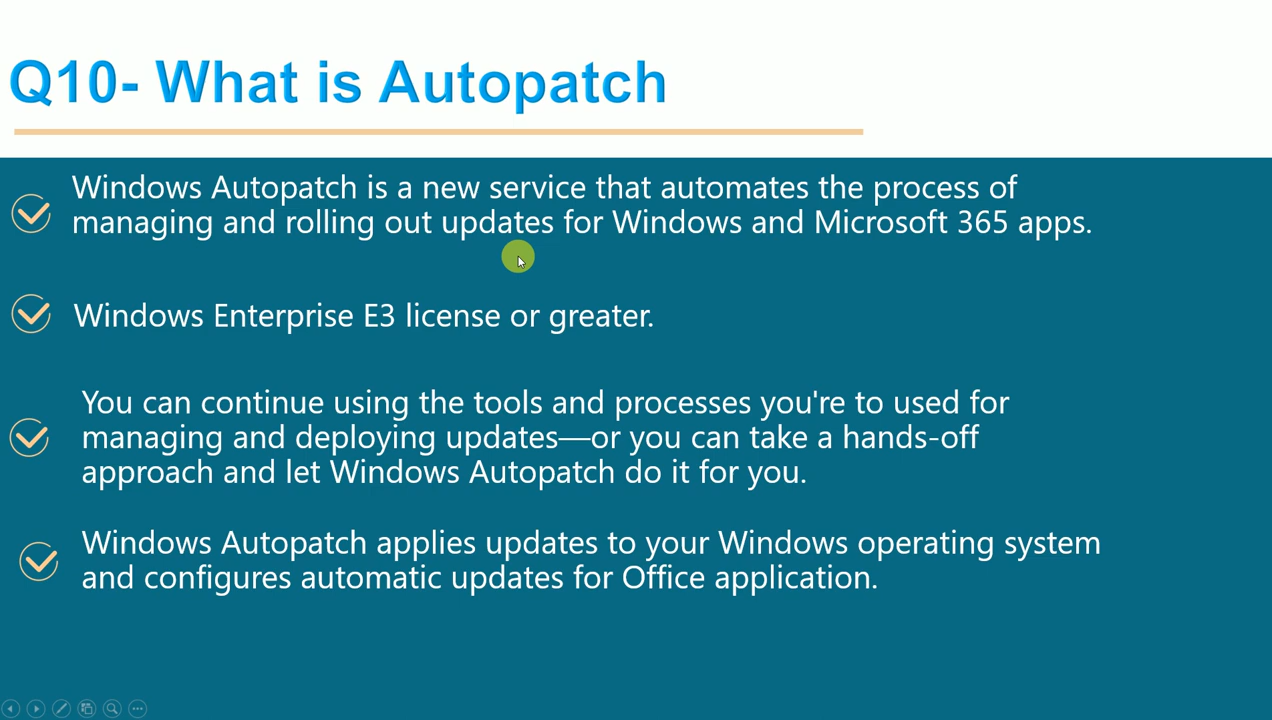 Q10- What is Autopatch
Windows Autopatch is a new service that automates the process of
managing and rolling out updates for Windows and Microsoft 365 apps.
Windows Enterprise E3 license or greater.
You can continue using the tools and processes you're to used for
managing and deploying updates—or you can take a hands-off
approach and let Windows Autopatch do it for you.
Windows Autopatch applies updates to your Windows operating system
and configures automatic updates for Office application.